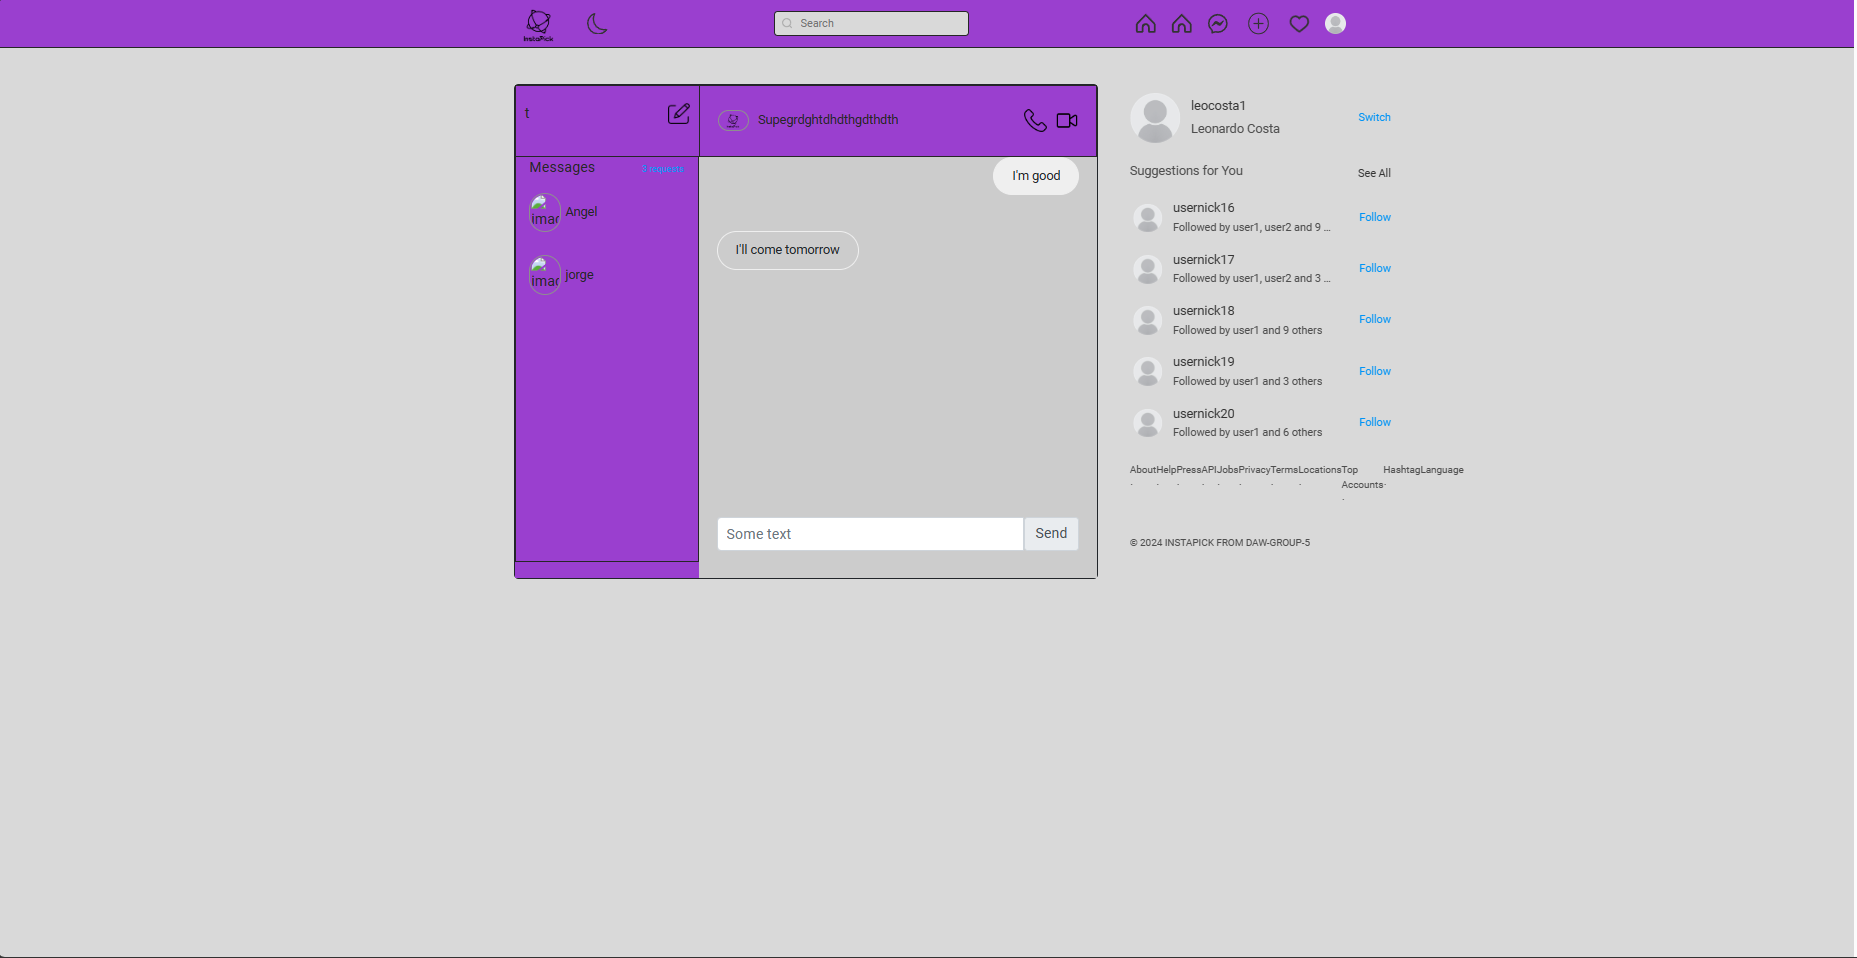 InstaPick
Search
t
Supegrdghtdhdthgdthdth
Messages
3 requests
imag
Angel
imag
jorge
I'm good
I'll come tomorrow
Some text
Send
leocosta1
Leonardo Costa
Switch
Suggestions for You
See All
usernick16
Followed by user1, user2 and 9 ...
Follow
usernick17
Followed by user1, user2 and 3 ...
Follow
usernick18
Followed by user1 and 9 others
Follow
usernick19
Followed by user1 and 3 others
Follow
usernick20
Followed by user1 and 6 others
Follow
AboutHelpPressAPIJobsPrivacyTermsLocationsTop HashtagLanguage
· · · · · · · · Accounts·
·
© 2024 INSTAPICK FROM DAW-GROUP-5